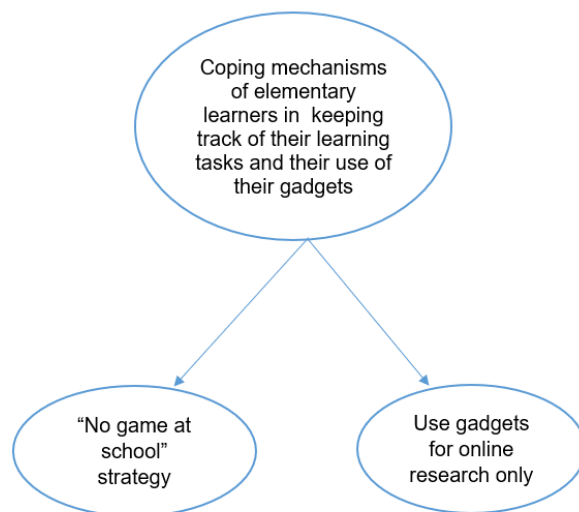 Coping mechanisms
of elementary
learners in keeping
track of their learning
tasks and their use of
their gadgets
“No game at
school”
strategy
Use gadgets
for online
research only